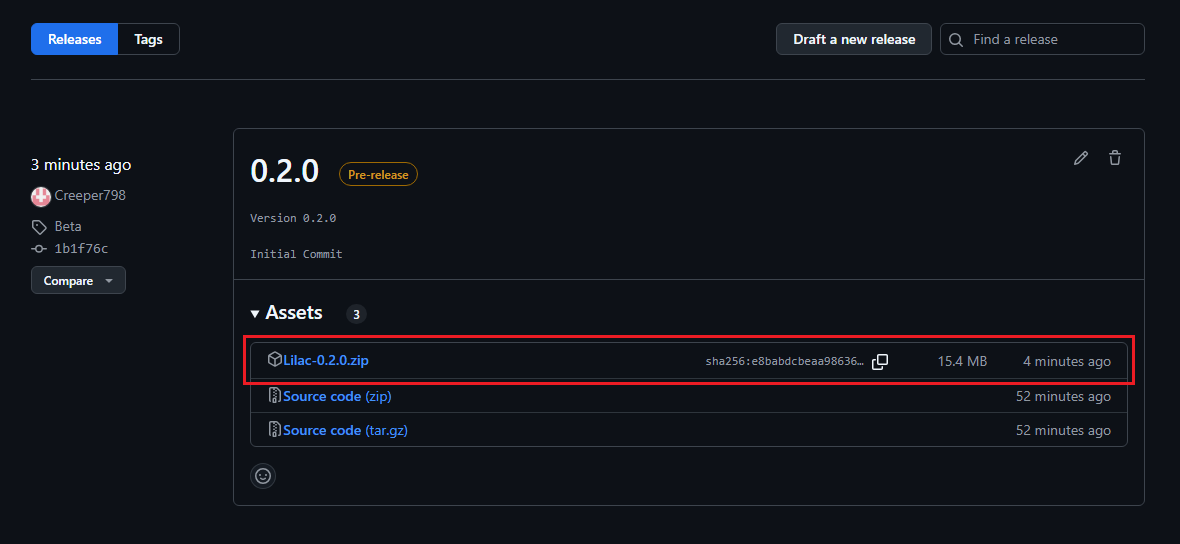 Releases Tags Draft a new release Find a release
3 minutes ago
Creeper798
Beta
1b1f76c
Compare
0.2.0 Pre-release
Version 0.2.0
Initial Commit
Assets 3
Lilac-0.2.0.zip sha256:e8babdcbeaa98636… 15.4 MB 4 minutes ago
Source code (zip) 52 minutes ago
Source code (tar.gz) 52 minutes ago